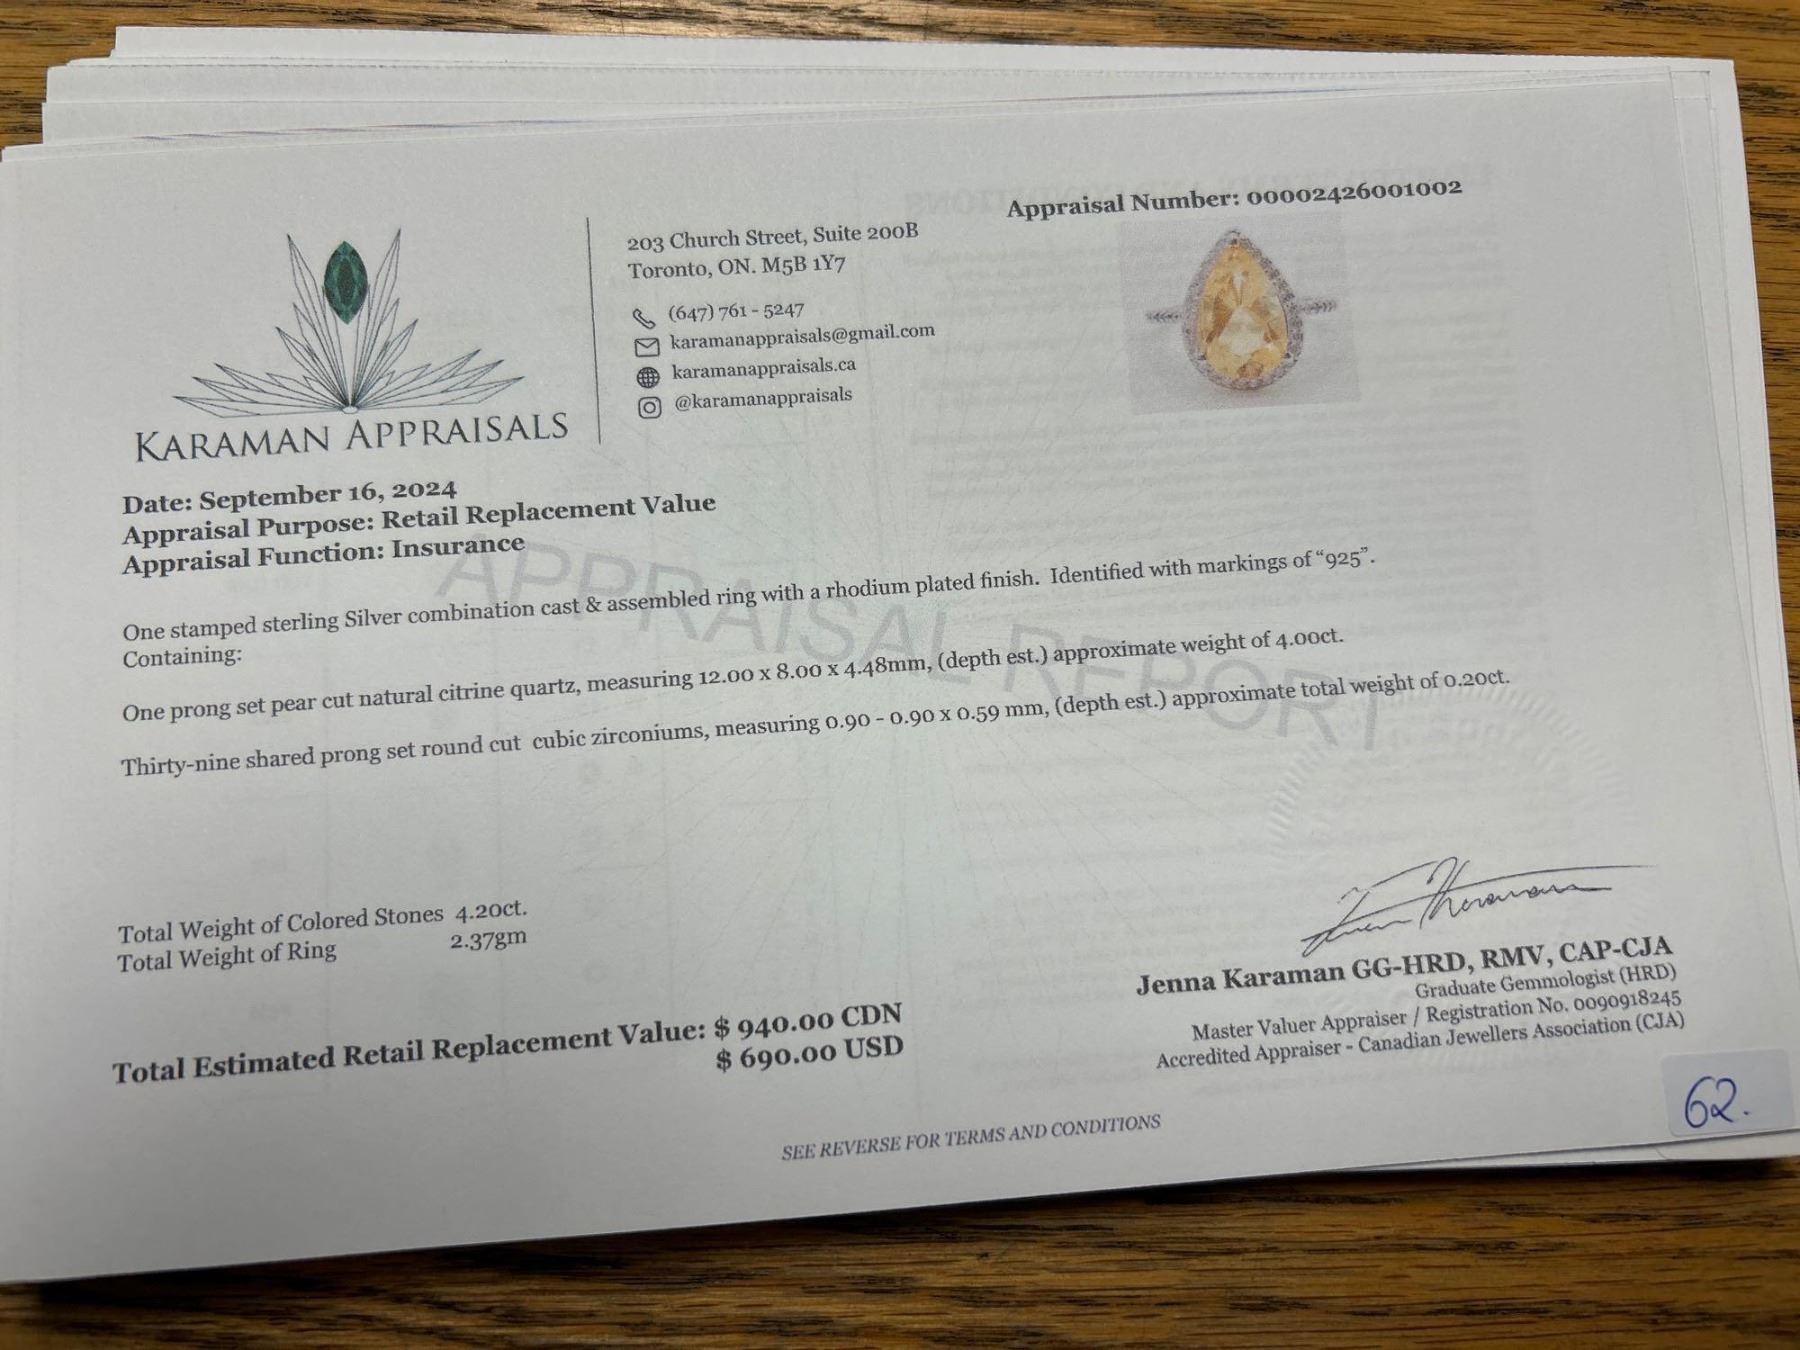 Appraisal Number: 00002426001002
203 Church Street, Suite 200B
Toronto, ON. M5B 1Y7
(647) 761 - 5247
karamanappraisals@gmail.com
karamanappraisals.ca
@karamanappraisals
KARAMAN APPRAISALS
Date: September 16, 2024
Appraisal Purpose: Retail Replacement Value
Appraisal Function: Insurance
APPRAISAL REPORT
One stamped sterling Silver combination cast & assembled ring with a rhodium plated finish. Identified with markings of "925".
Containing:
One prong set pear cut natural citrine quartz, measuring 12.00 x 8.00 x 4.48mm, (depth est.) approximate weight of 4.00ct.
Thirty-nine shared prong set round cut cubic zirconiums, measuring 0.90 - 0.90 x 0.59 mm, (depth est.) approximate total weight of 0.20ct.
Total Weight of Colored Stones 4.20ct.
Total Weight of Ring 2.37gm
Total Estimated Retail Replacement Value: $ 940.00 CDN
$ 690.00 USD
Jenna Karaman GG-HRD, RMV, CAP-CJA
Graduate Gemmologist (HRD)
Master Valuer Appraiser / Registration No. 0090918245
Accredited Appraiser - Canadian Jewellers Association (CJA)
62.
SEE REVERSE FOR TERMS AND CONDITIONS